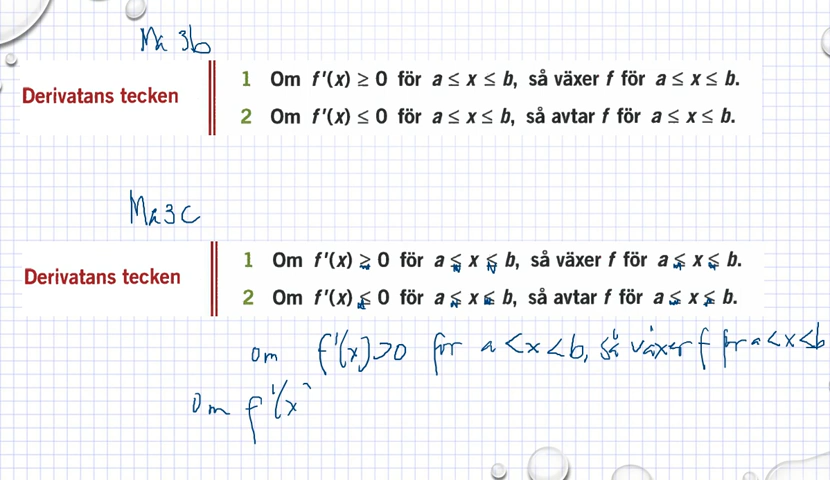 Ma 3b
Derivatans tecken
1 Om f'(x) ≥ 0 för a ≤ x ≤ b, så växer f för a ≤ x ≤ b.
2 Om f'(x) ≤ 0 för a ≤ x ≤ b, så avtar f för a ≤ x ≤ b.
Ma3c
Derivatans tecken
1 Om f'(x) ≥ 0 för a ≤ x ≤ b, så växer f för a ≤ x ≤ b.
2 Om f'(x) ≤ 0 för a ≤ x ≤ b, så avtar f för a ≤ x ≤ b.
om f'(x)>0 för a<x<b, så växer f för a<x<b
Om f'(x)